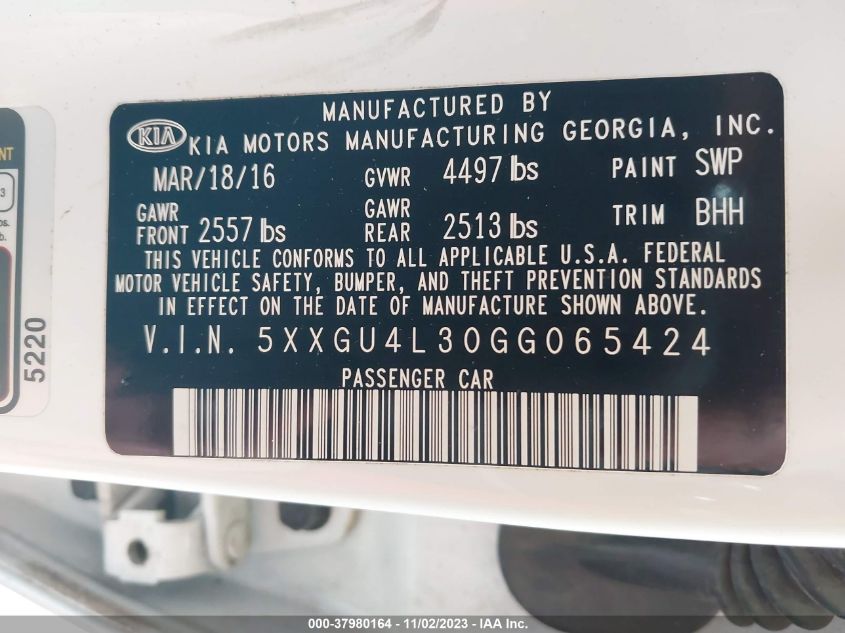 MANUFACTURED BY
KIA KIA MOTORS MANUFACTURING GEORGIA, INC.
MAR/18/16 GVWR 4497 lbs PAINT SWP
GAWR FRONT 2557 lbs GAWR REAR 2513 lbs TRIM BHH
THIS VEHICLE CONFORMS TO ALL APPLICABLE U.S.A. FEDERAL
MOTOR VEHICLE SAFETY, BUMPER, AND THEFT PREVENTION STANDARDS
IN EFFECT ON THE DATE OF MANUFACTURE SHOWN ABOVE.
V.I.N. 5XXGU4L30GG065424
PASSENGER CAR
5220
000-37980164 - 11/02/2023 - IAA Inc.